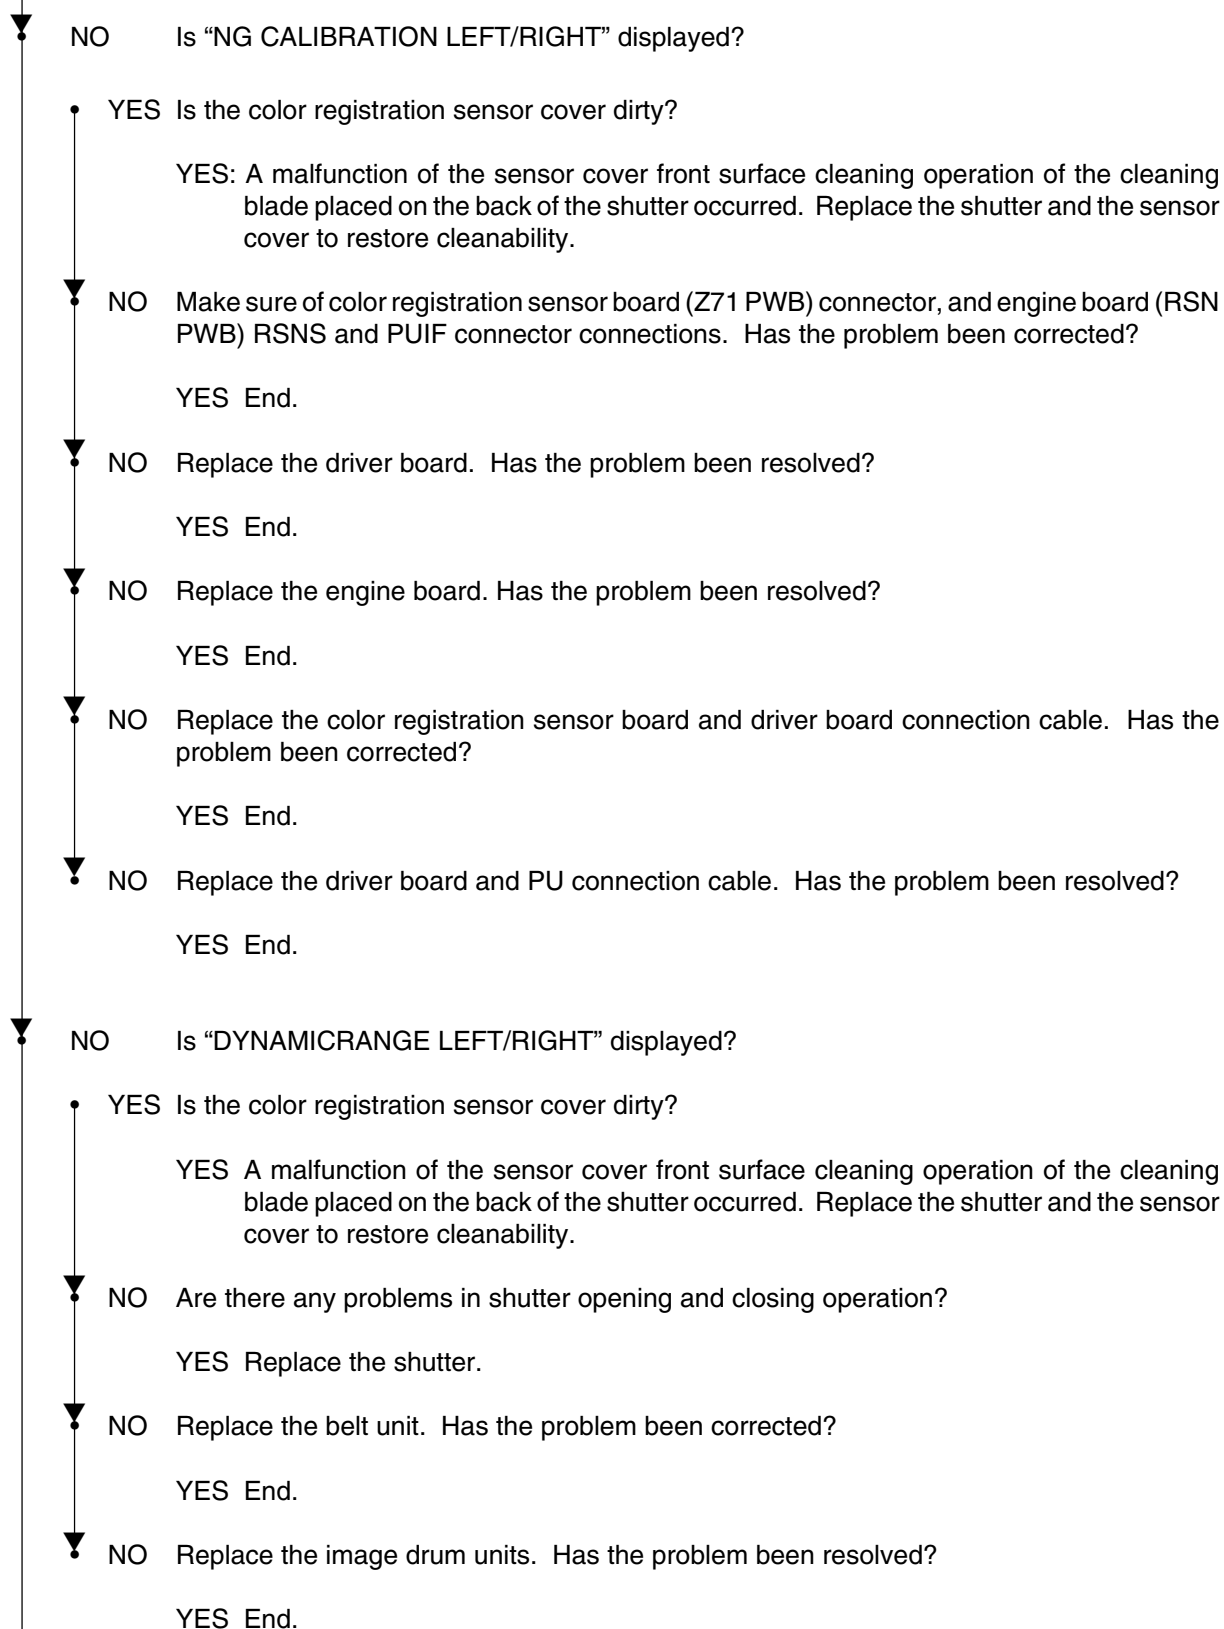 NO Is “NG CALIBRATION LEFT/RIGHT” displayed?
YES Is the color registration sensor cover dirty?
YES: A malfunction of the sensor cover front surface cleaning operation of the cleaning
blade placed on the back of the shutter occurred. Replace the shutter and the sensor
cover to restore cleanability.
NO Make sure of color registration sensor board (Z71 PWB) connector, and engine board (RSN
PWB) RSNS and PUIF connector connections. Has the problem been corrected?
YES End.
NO Replace the driver board. Has the problem been resolved?
YES End.
NO Replace the engine board. Has the problem been resolved?
YES End.
NO Replace the color registration sensor board and driver board connection cable. Has the
problem been corrected?
YES End.
NO Replace the driver board and PU connection cable. Has the problem been resolved?
YES End.
NO Is “DYNAMICRANGE LEFT/RIGHT” displayed?
YES Is the color registration sensor cover dirty?
YES A malfunction of the sensor cover front surface cleaning operation of the cleaning
blade placed on the back of the shutter occurred. Replace the shutter and the sensor
cover to restore cleanability.
NO Are there any problems in shutter opening and closing operation?
YES Replace the shutter.
NO Replace the belt unit. Has the problem been corrected?
YES End.
NO Replace the image drum units. Has the problem been resolved?
YES End.